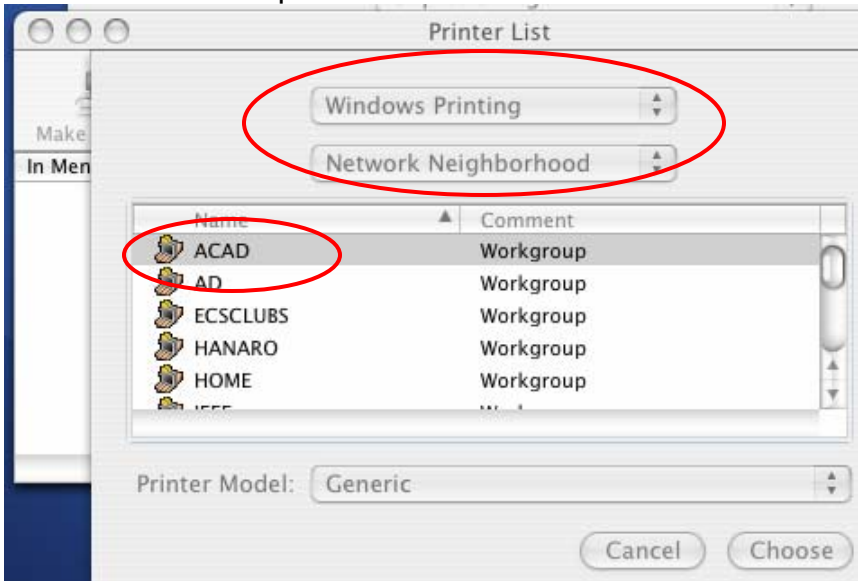 Printer List
Windows Printing
Make
Network Neighborhood
In Men
Name Comment
ACAD Workgroup
AD Workgroup
ECSCLUBS Workgroup
HANARO Workgroup
HOME Workgroup
Printer Model: Generic
Cancel Choose